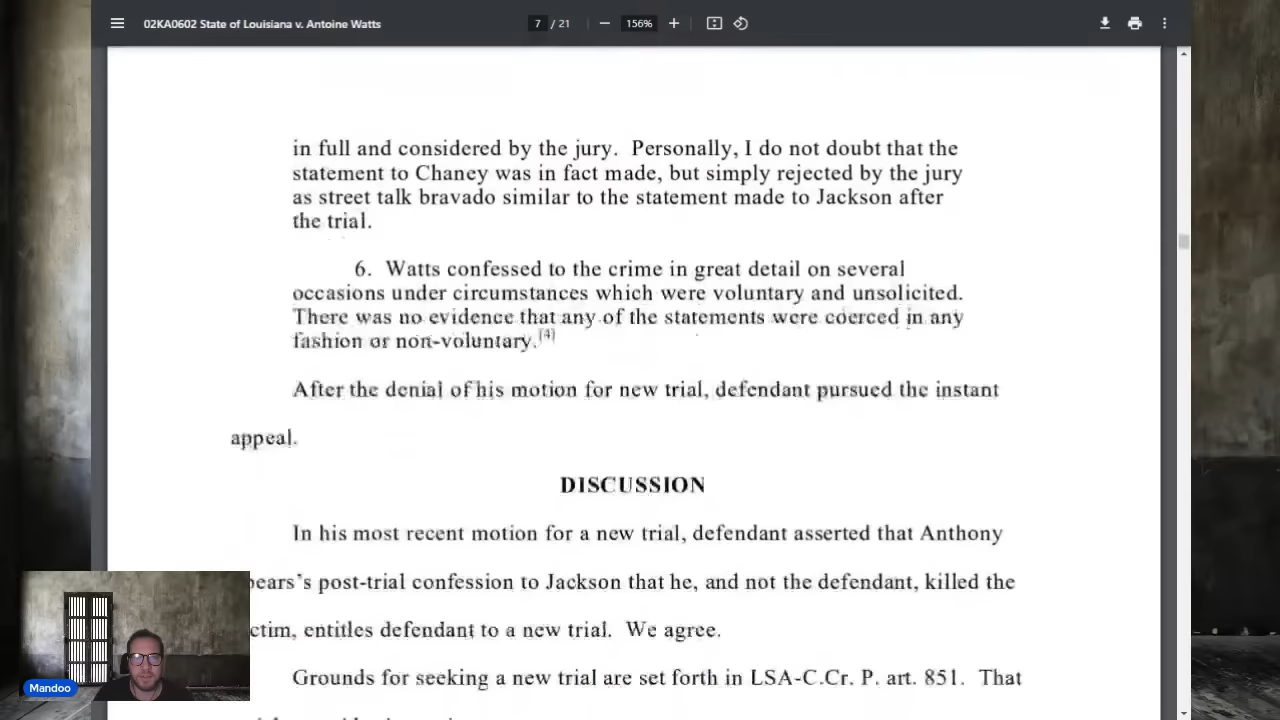 02KA0602 State of Louisiana v. Antoine Watts
7 / 21
156%
in full and considered by the jury. Personally, I do not doubt that the
statement to Chaney was in fact made, but simply rejected by the jury
as street talk bravado similar to the statement made to Jackson after
the trial.
6. Watts confessed to the crime in great detail on several
occasions under circumstances which were voluntary and unsolicited.
There was no evidence that any of the statements were coerced in any
fashion or non-voluntary.[4]
After the denial of his motion for new trial, defendant pursued the instant
appeal.
DISCUSSION
In his most recent motion for a new trial, defendant asserted that Anthony
pears's post-trial confession to Jackson that he, and not the defendant, killed the
ctim, entitles defendant to a new trial. We agree.
Grounds for seeking a new trial are set forth in LSA-C.Cr. P. art. 851. That
Mandoo